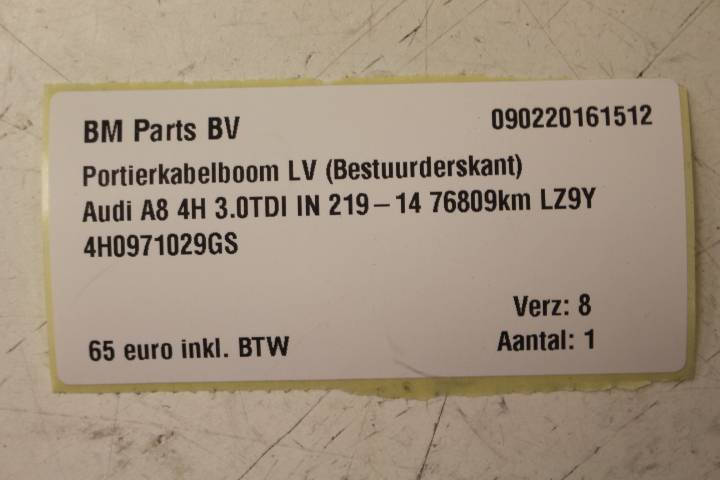 BM Parts BV 090220161512
Portierkabelboom LV (Bestuurderskant)
Audi A8 4H 3.0TDI IN 219-14 76809km LZ9Y
4H0971029GS
Verz: 8
65 euro inkl. BTW Aantal: 1